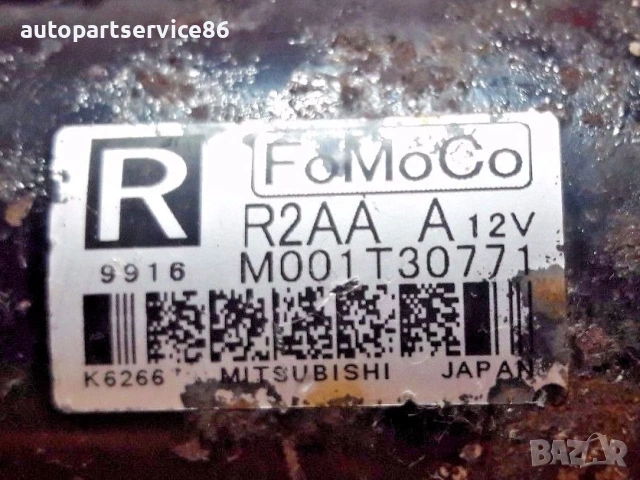 autopartservice86
R FoMoCo
R2AA A 12V
9916 M001T30771
K6266 MITSUBISHI JAPAN
BAZAR